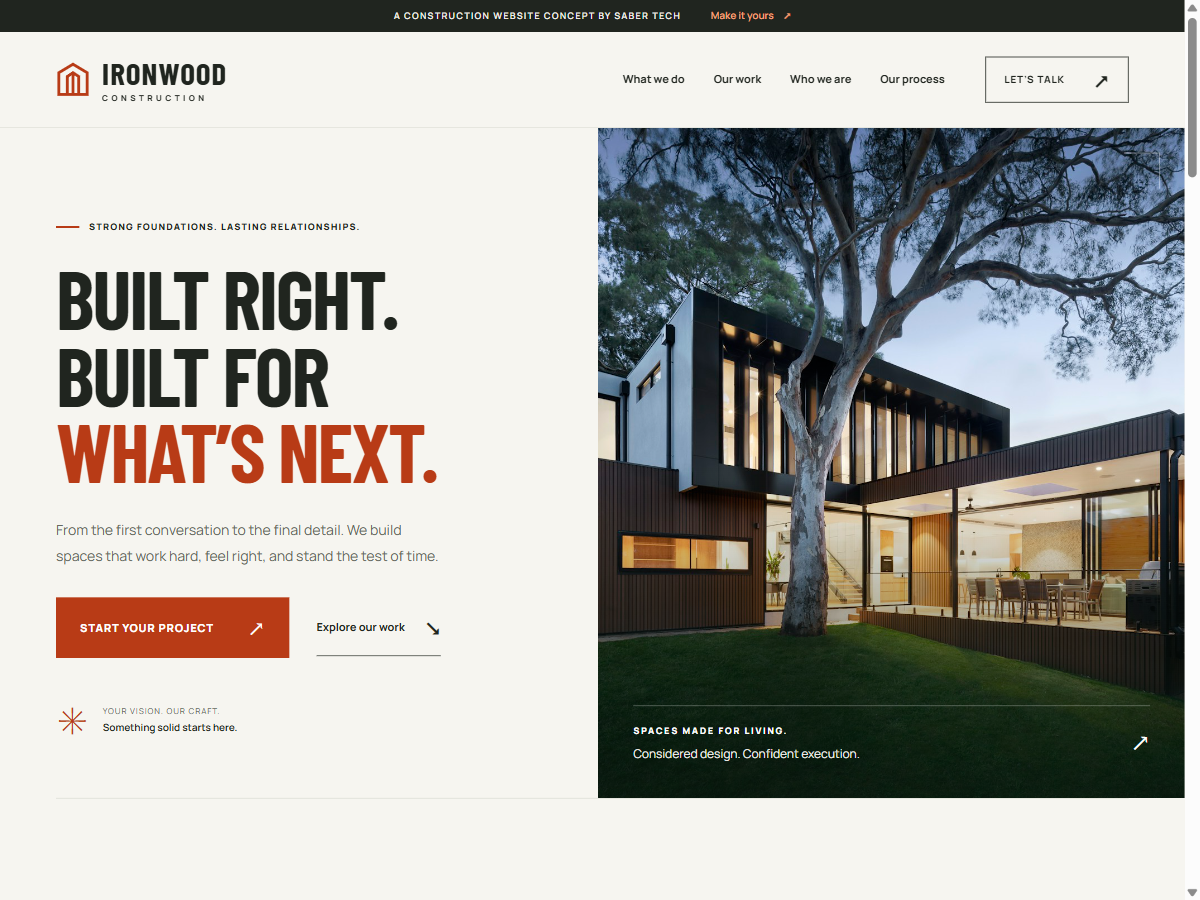 A CONSTRUCTION WEBSITE CONCEPT BY SABER TECH
Make it yours ↗
IRONWOOD
CONSTRUCTION
What we do
Our work
Who we are
Our process
LET'S TALK ↗
STRONG FOUNDATIONS. LASTING RELATIONSHIPS.
BUILT RIGHT.
BUILT FOR
WHAT'S NEXT.
From the first conversation to the final detail. We build
spaces that work hard, feel right, and stand the test of time.
START YOUR PROJECT ↗
Explore our work ↘
YOUR VISION. OUR CRAFT.
Something solid starts here.
SPACES MADE FOR LIVING.
Considered design. Confident execution. ↗